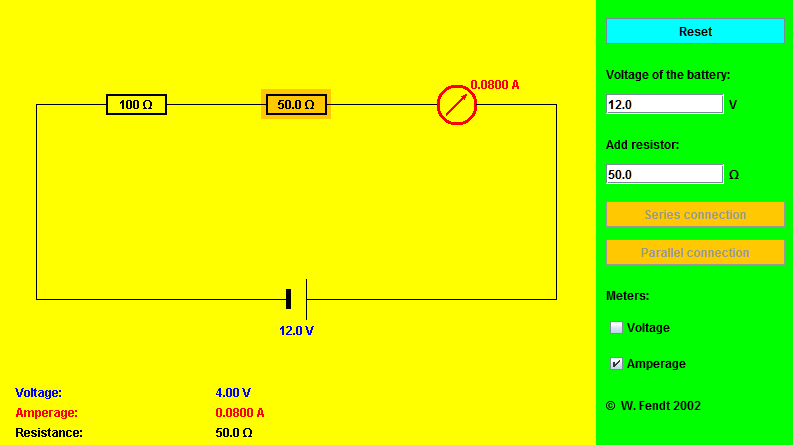 100 Ω
50.0 Ω
0.0800 A
12.0 V
Voltage: 4.00 V
Amperage: 0.0800 A
Resistance: 50.0 Ω
Reset
Voltage of the battery:
12.0 V
Add resistor:
50.0 Ω
Series connection
Parallel connection
Meters:
Voltage
Amperage
© W. Fendt 2002